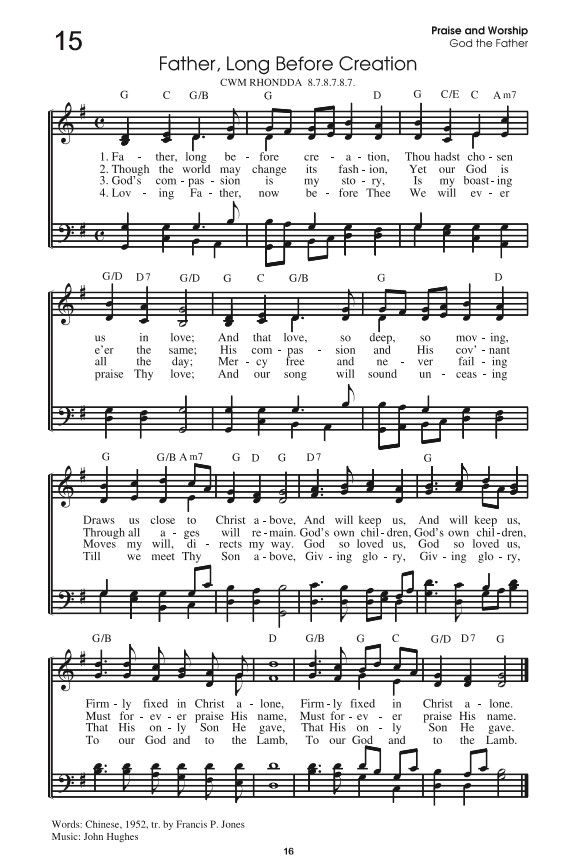 15
Praise and Worship
God the Father
Father, Long Before Creation
CWM RHONDDA 8.7.8.7.8.7.
G C G/B G D G C/E C A m7
1. Fa - ther, long be - fore cre - a - tion, Thou hadst cho - sen
2. Though the world may change its fash - ion, Yet our God is
3. God's com - pas - sion is my sto - ry, Is my boast - ing
4. Lov - ing Fa - ther, now be - fore Thee We will ev - er
G/D D 7 G/D G C G/B G D
us in love; And that love, so deep, so mov - ing,
e'er the same; His com - pas - sion and His cov' - nant
all the day; Mer - cy free and ne - ver fail - ing
praise Thy love; And our song will sound un - ceas - ing
G G/B A m7 G D G D 7 G
Draws us close to Christ a - bove, And will keep us, And will keep us,
Through all a - ges will re - main. God's own chil - dren, God's own chil - dren,
Moves my will, di - rects my way. God so loved us, God so loved us,
Till we meet Thy Son a - bove, Giv - ing glo - ry, Giv - ing glo - ry,
G/B D G/B G C G/D D 7 G
Firm - ly fixed in Christ a - lone, Firm - ly fixed in Christ a - lone.
Must for - ev - er praise His name, Must for - ev - er praise His name.
That His on - ly Son He gave, That His on - ly Son He gave.
To our God and to the Lamb, To our God and to the Lamb.
Words: Chinese, 1952, tr. by Francis P. Jones
Music: John Hughes
16